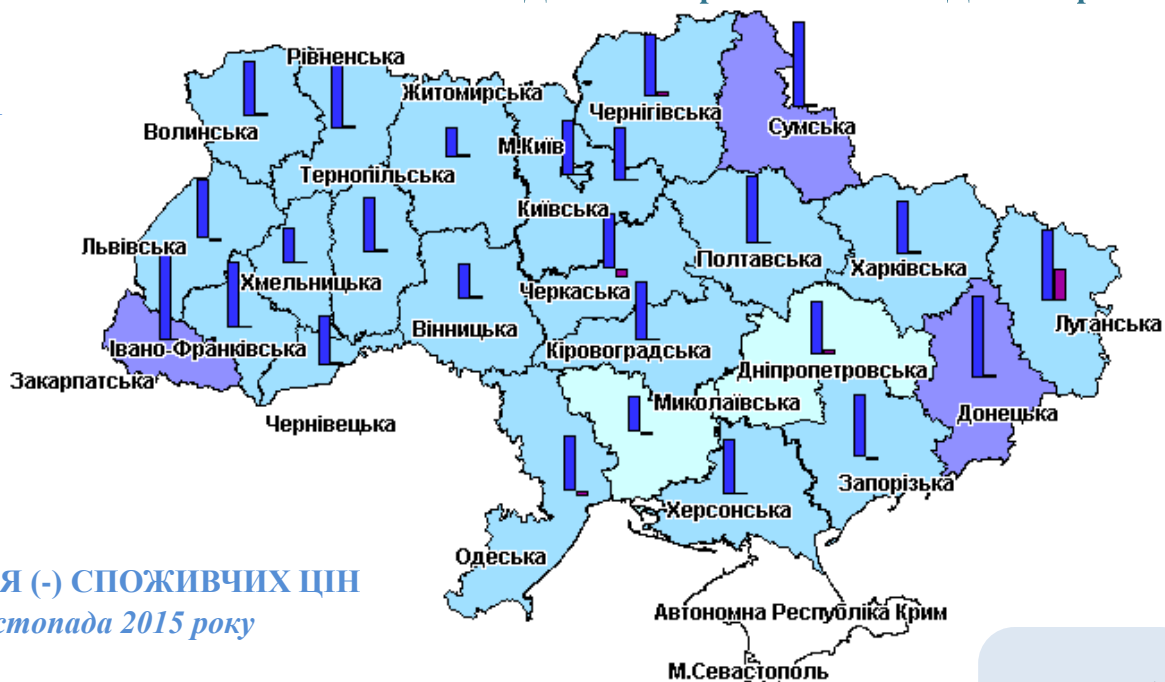 Рівненська
Житомирська
Чернігівська
Сумська
Волинська
М.Київ
Тернопільська
Київська
Львівська
Полтавська
Харківська
Хмельницька
Черкаська
Вінницька
Луганська
Івано-Франківська
Кіровоградська
Дніпропетровська
Закарпатська
Миколаївська
Донецька
Чернівецька
Запорізька
Херсонська
Одеська
Я (-) СПОЖИВЧИХ ЦІН
стопада 2015 року
Автономна Республіка Крим
М.Севастополь